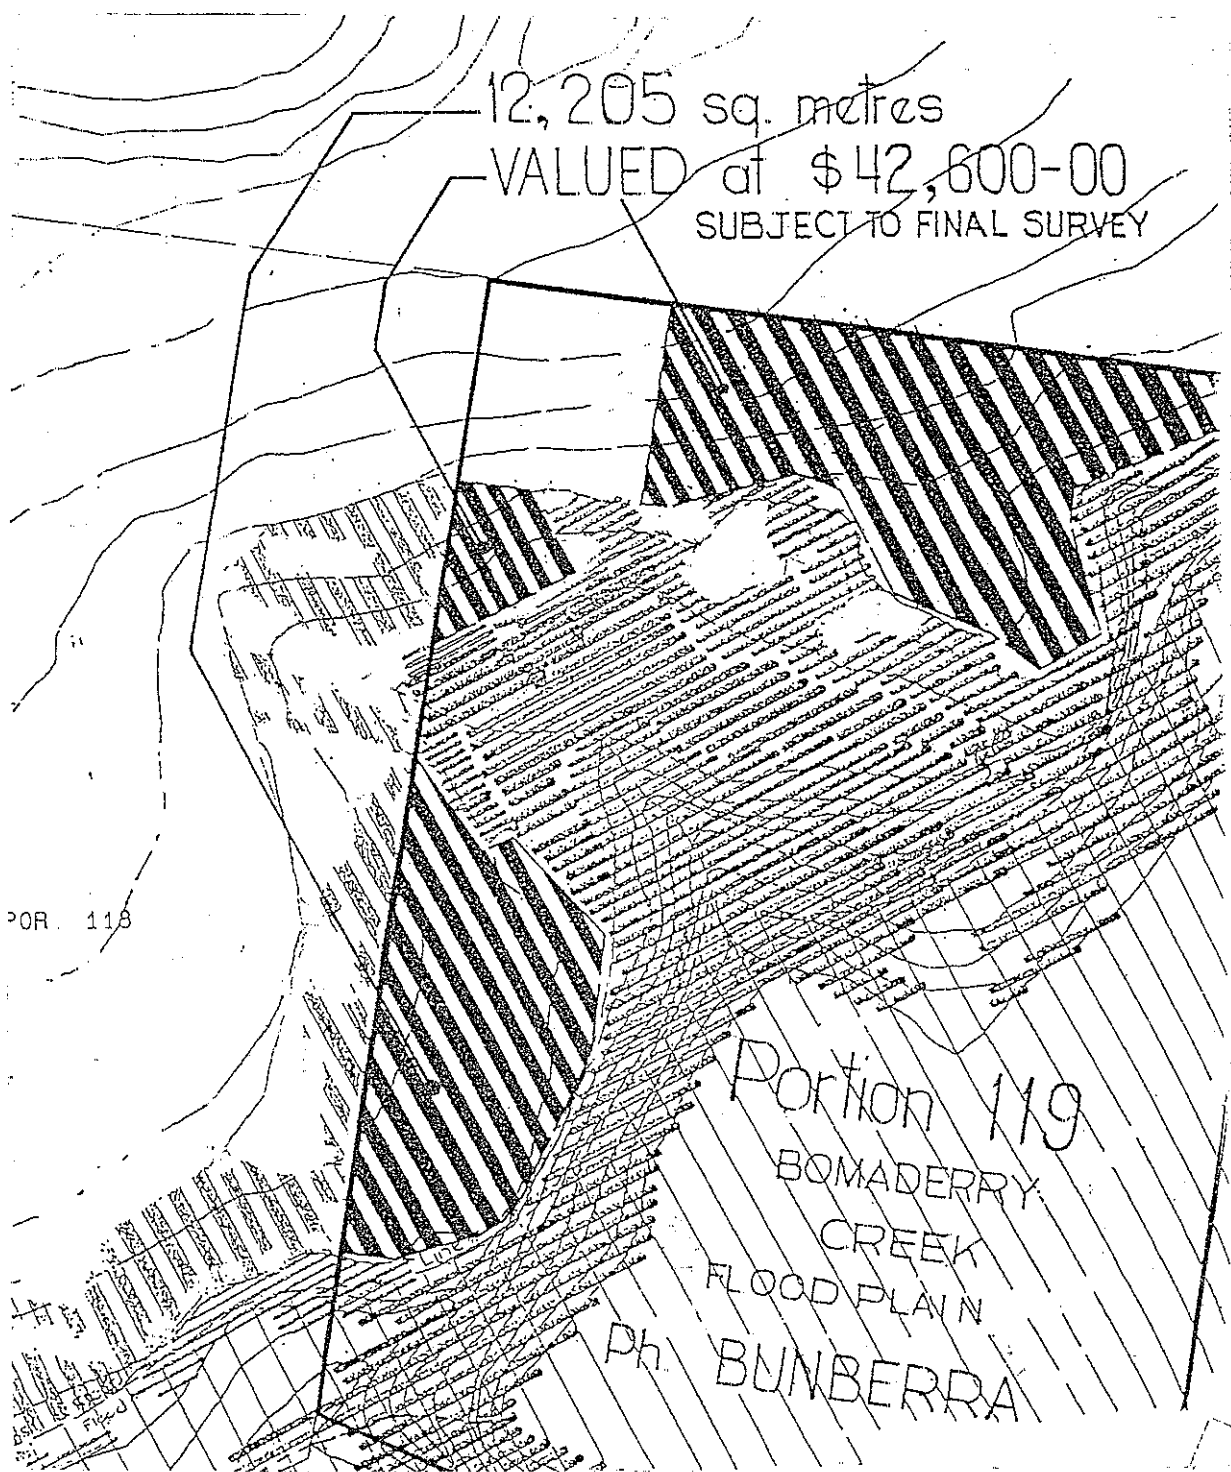 12,205 sq. metres
VALUED at $42,600-00
SUBJECT TO FINAL SURVEY
POR. 118
Portion 119
BOMADERRY
CREEK
FLOOD PLAIN
Ph. BUNBERRA